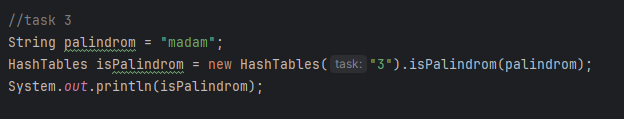 //task 3
String palindrom = "madam";
HashTables isPalindrom = new HashTables( task: "3").isPalindrom(palindrom);
System.out.println(isPalindrom);